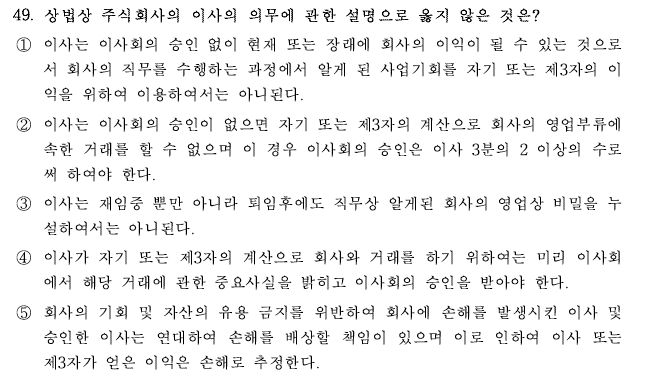 49. 상법상 주식회사의 이사의 의무에 관한 설명으로 옳지 않은 것은?
① 이사는 이사회의 승인 없이 현재 또는 장래에 회사의 이익이 될 수 있는 것으로
서 회사의 직무를 수행하는 과정에서 알게 된 사업기회를 자기 또는 제3자의 이
익을 위하여 이용하여서는 아니된다.
② 이사는 이사회의 승인이 없으면 자기 또는 제3자의 계산으로 회사의 영업부류에
속한 거래를 할 수 없으며 이 경우 이사회의 승인은 이사 3분의 2 이상의 수로
써 하여야 한다.
③ 이사는 재임중 뿐만 아니라 퇴임후에도 직무상 알게된 회사의 영업상 비밀을 누
설하여서는 아니된다.
④ 이사가 자기 또는 제3자의 계산으로 회사와 거래를 하기 위하여는 미리 이사회
에서 해당 거래에 관한 중요사실을 밝히고 이사회의 승인을 받아야 한다.
⑤ 회사의 기회 및 자산의 유용 금지를 위반하여 회사에 손해를 발생시킨 이사 및
승인한 이사는 연대하여 손해를 배상할 책임이 있으며 이로 인하여 이사 또는
제3자가 얻은 이익은 손해로 추정한다.